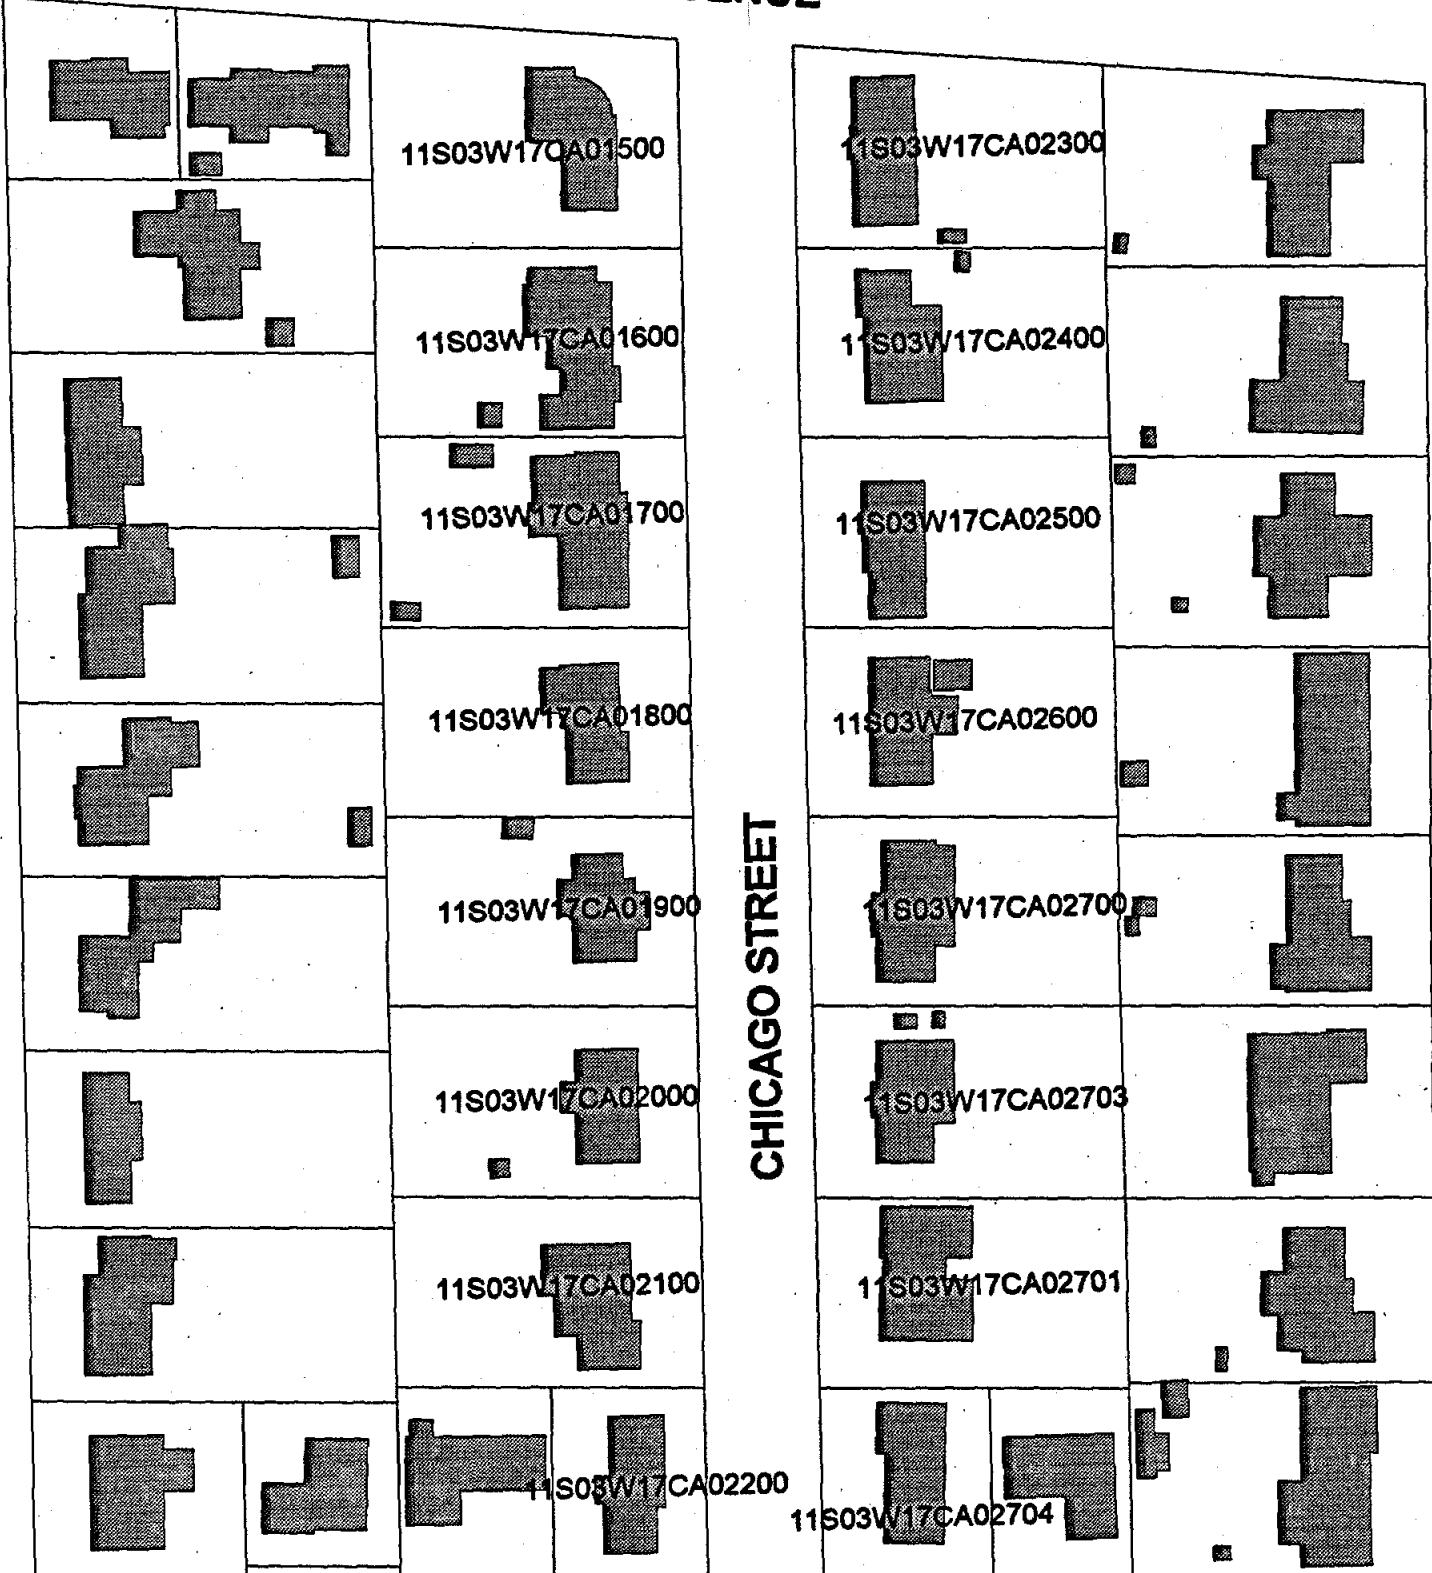 11S03W17CA01500
11S03W17CA02300
11S03W17CA01600
11S03W17CA02400
11S03W17CA01700
11S03W17CA02500
11S03W17CA01800
11S03W17CA02600
11S03W17CA01900
11S03W17CA02700
CHICAGO STREET
11S03W17CA02000
11S03W17CA02703
11S03W17CA02100
11S03W17CA02701
11S03W17CA02200
11S03W17CA02704